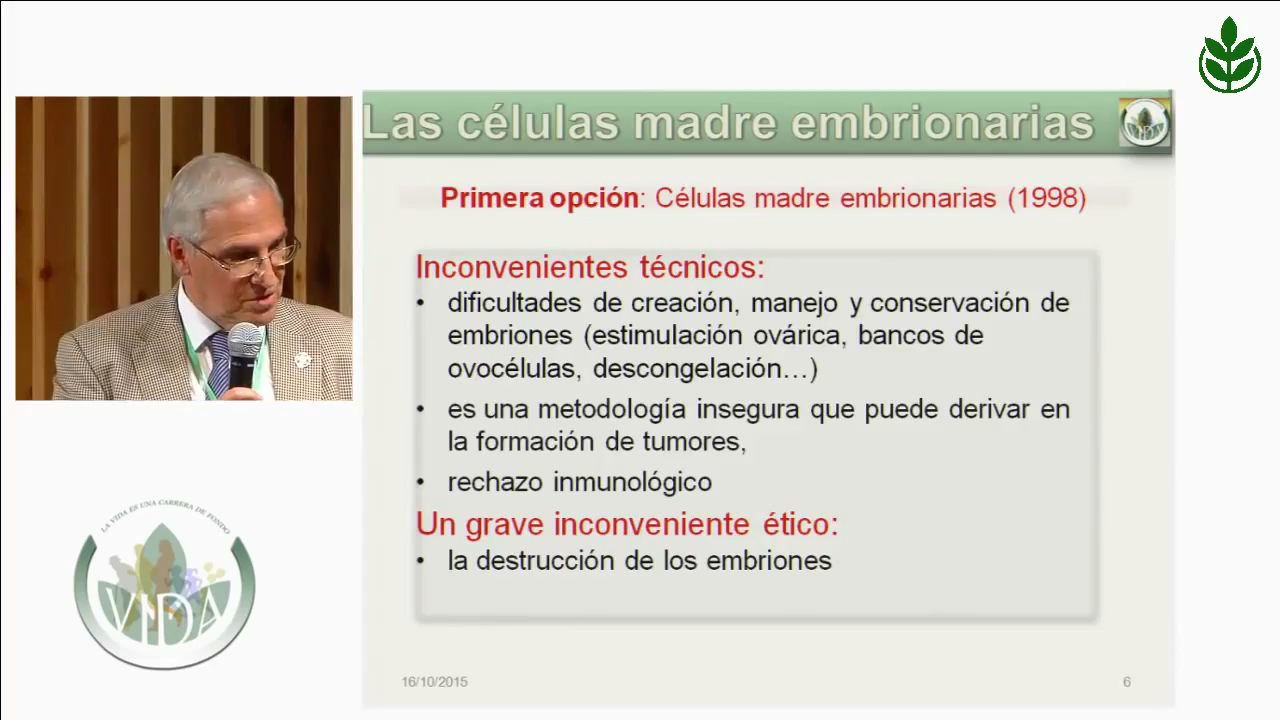 Las células madre embrionarias
VIDA
Primera opción: Células madre embrionarias (1998)
Inconvenientes técnicos:
• dificultades de creación, manejo y conservación de
embriones (estimulación ovárica, bancos de
ovocélulas, descongelación…)
• es una metodología insegura que puede derivar en
la formación de tumores,
• rechazo inmunológico
Un grave inconveniente ético:
• la destrucción de los embriones
LA VIDA ES UNA CARRERA DE FONDO
VIDA
16/10/2015
6